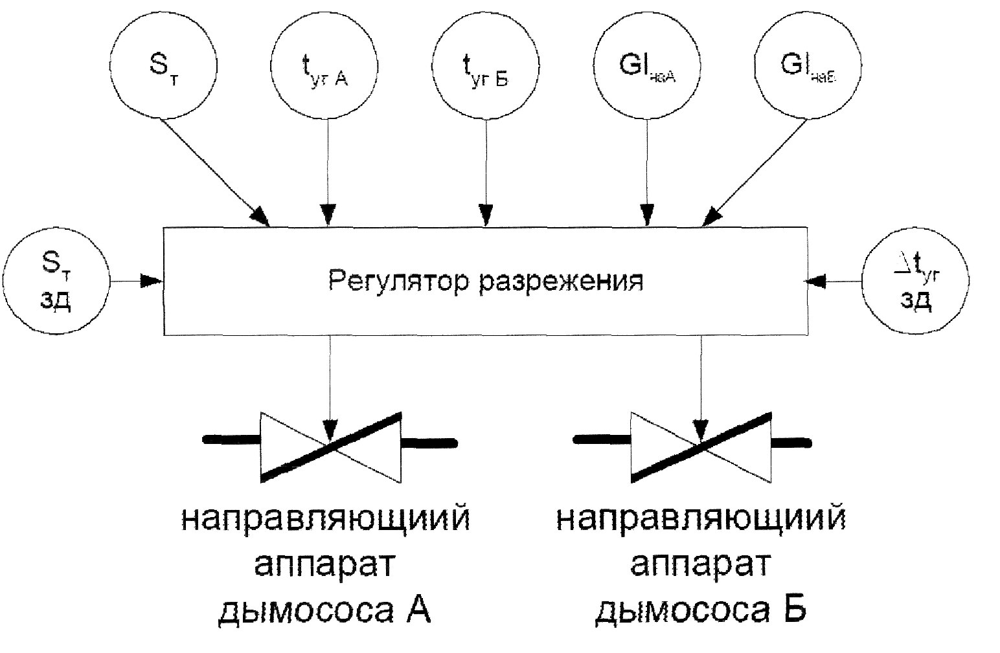 Sт
tуг А
tуг Б
GIнаА
GIнаБ
Sт
зд
Регулятор разрежения
Δtуг
зд
направляющиий
аппарат
дымососа А
направляющиий
аппарат
дымососа Б